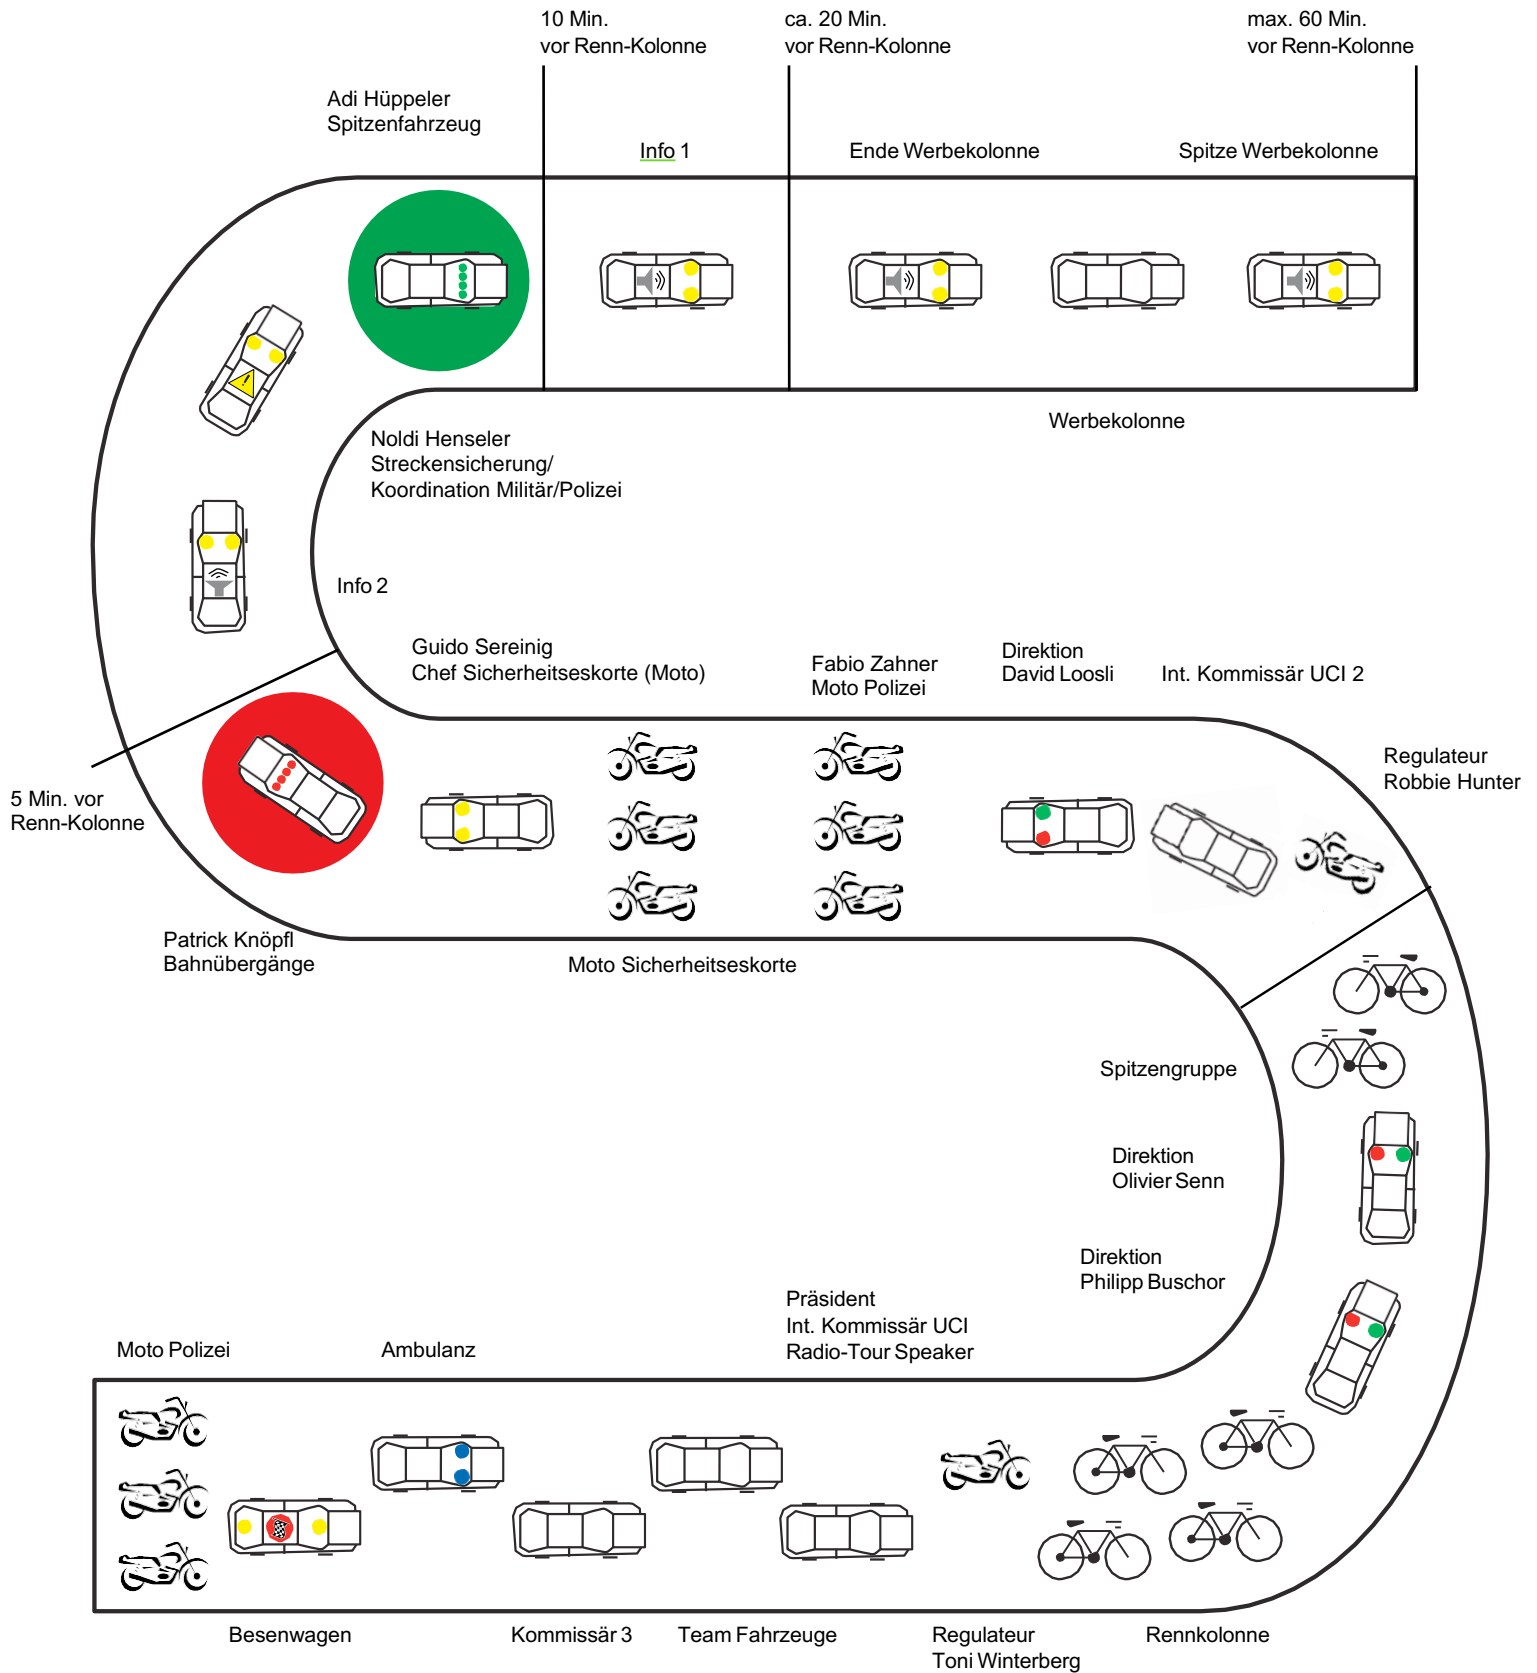 10 Min.
vor Renn-Kolonne
ca. 20 Min.
vor Renn-Kolonne
max. 60 Min.
vor Renn-Kolonne
Adi Hüppeler
Spitzenfahrzeug
Info 1
Ende Werbekolonne
Spitze Werbekolonne
Werbekolonne
Noldi Henseler
Streckensicherung/
Koordination Militär/Polizei
Info 2
Guido Sereinig
Chef Sicherheitseskorte (Moto)
Fabio Zahner
Moto Polizei
Direktion
David Loosli
Int. Kommissär UCI 2
Regulateur
Robbie Hunter
5 Min. vor
Renn-Kolonne
Patrick Knöpfl
Bahnübergänge
Moto Sicherheitseskorte
Spitzengruppe
Direktion
Olivier Senn
Direktion
Philipp Buschor
Präsident
Int. Kommissär UCI
Radio-Tour Speaker
Moto Polizei
Ambulanz
Besenwagen
Kommissär 3
Team Fahrzeuge
Regulateur
Toni Winterberg
Rennkolonne